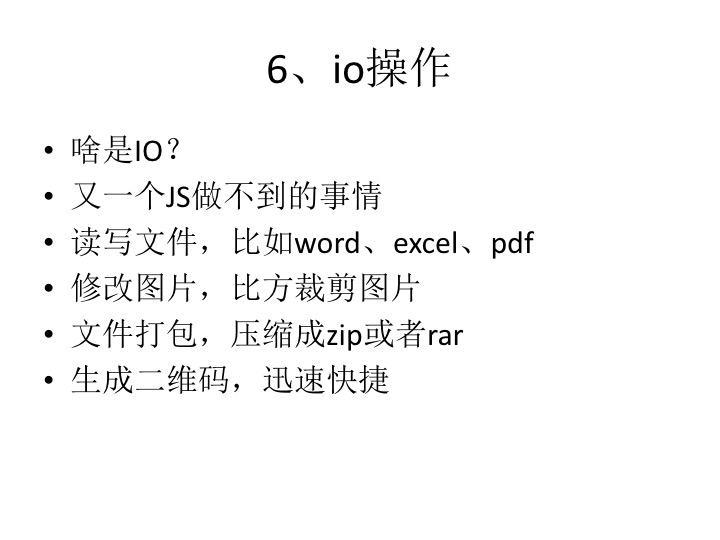 6、io操作
• 啥是IO？
• 又一个JS做不到的事情
• 读写文件，比如word、excel、pdf
• 修改图片，比方裁剪图片
• 文件打包，压缩成zip或者rar
• 生成二维码，迅速快捷